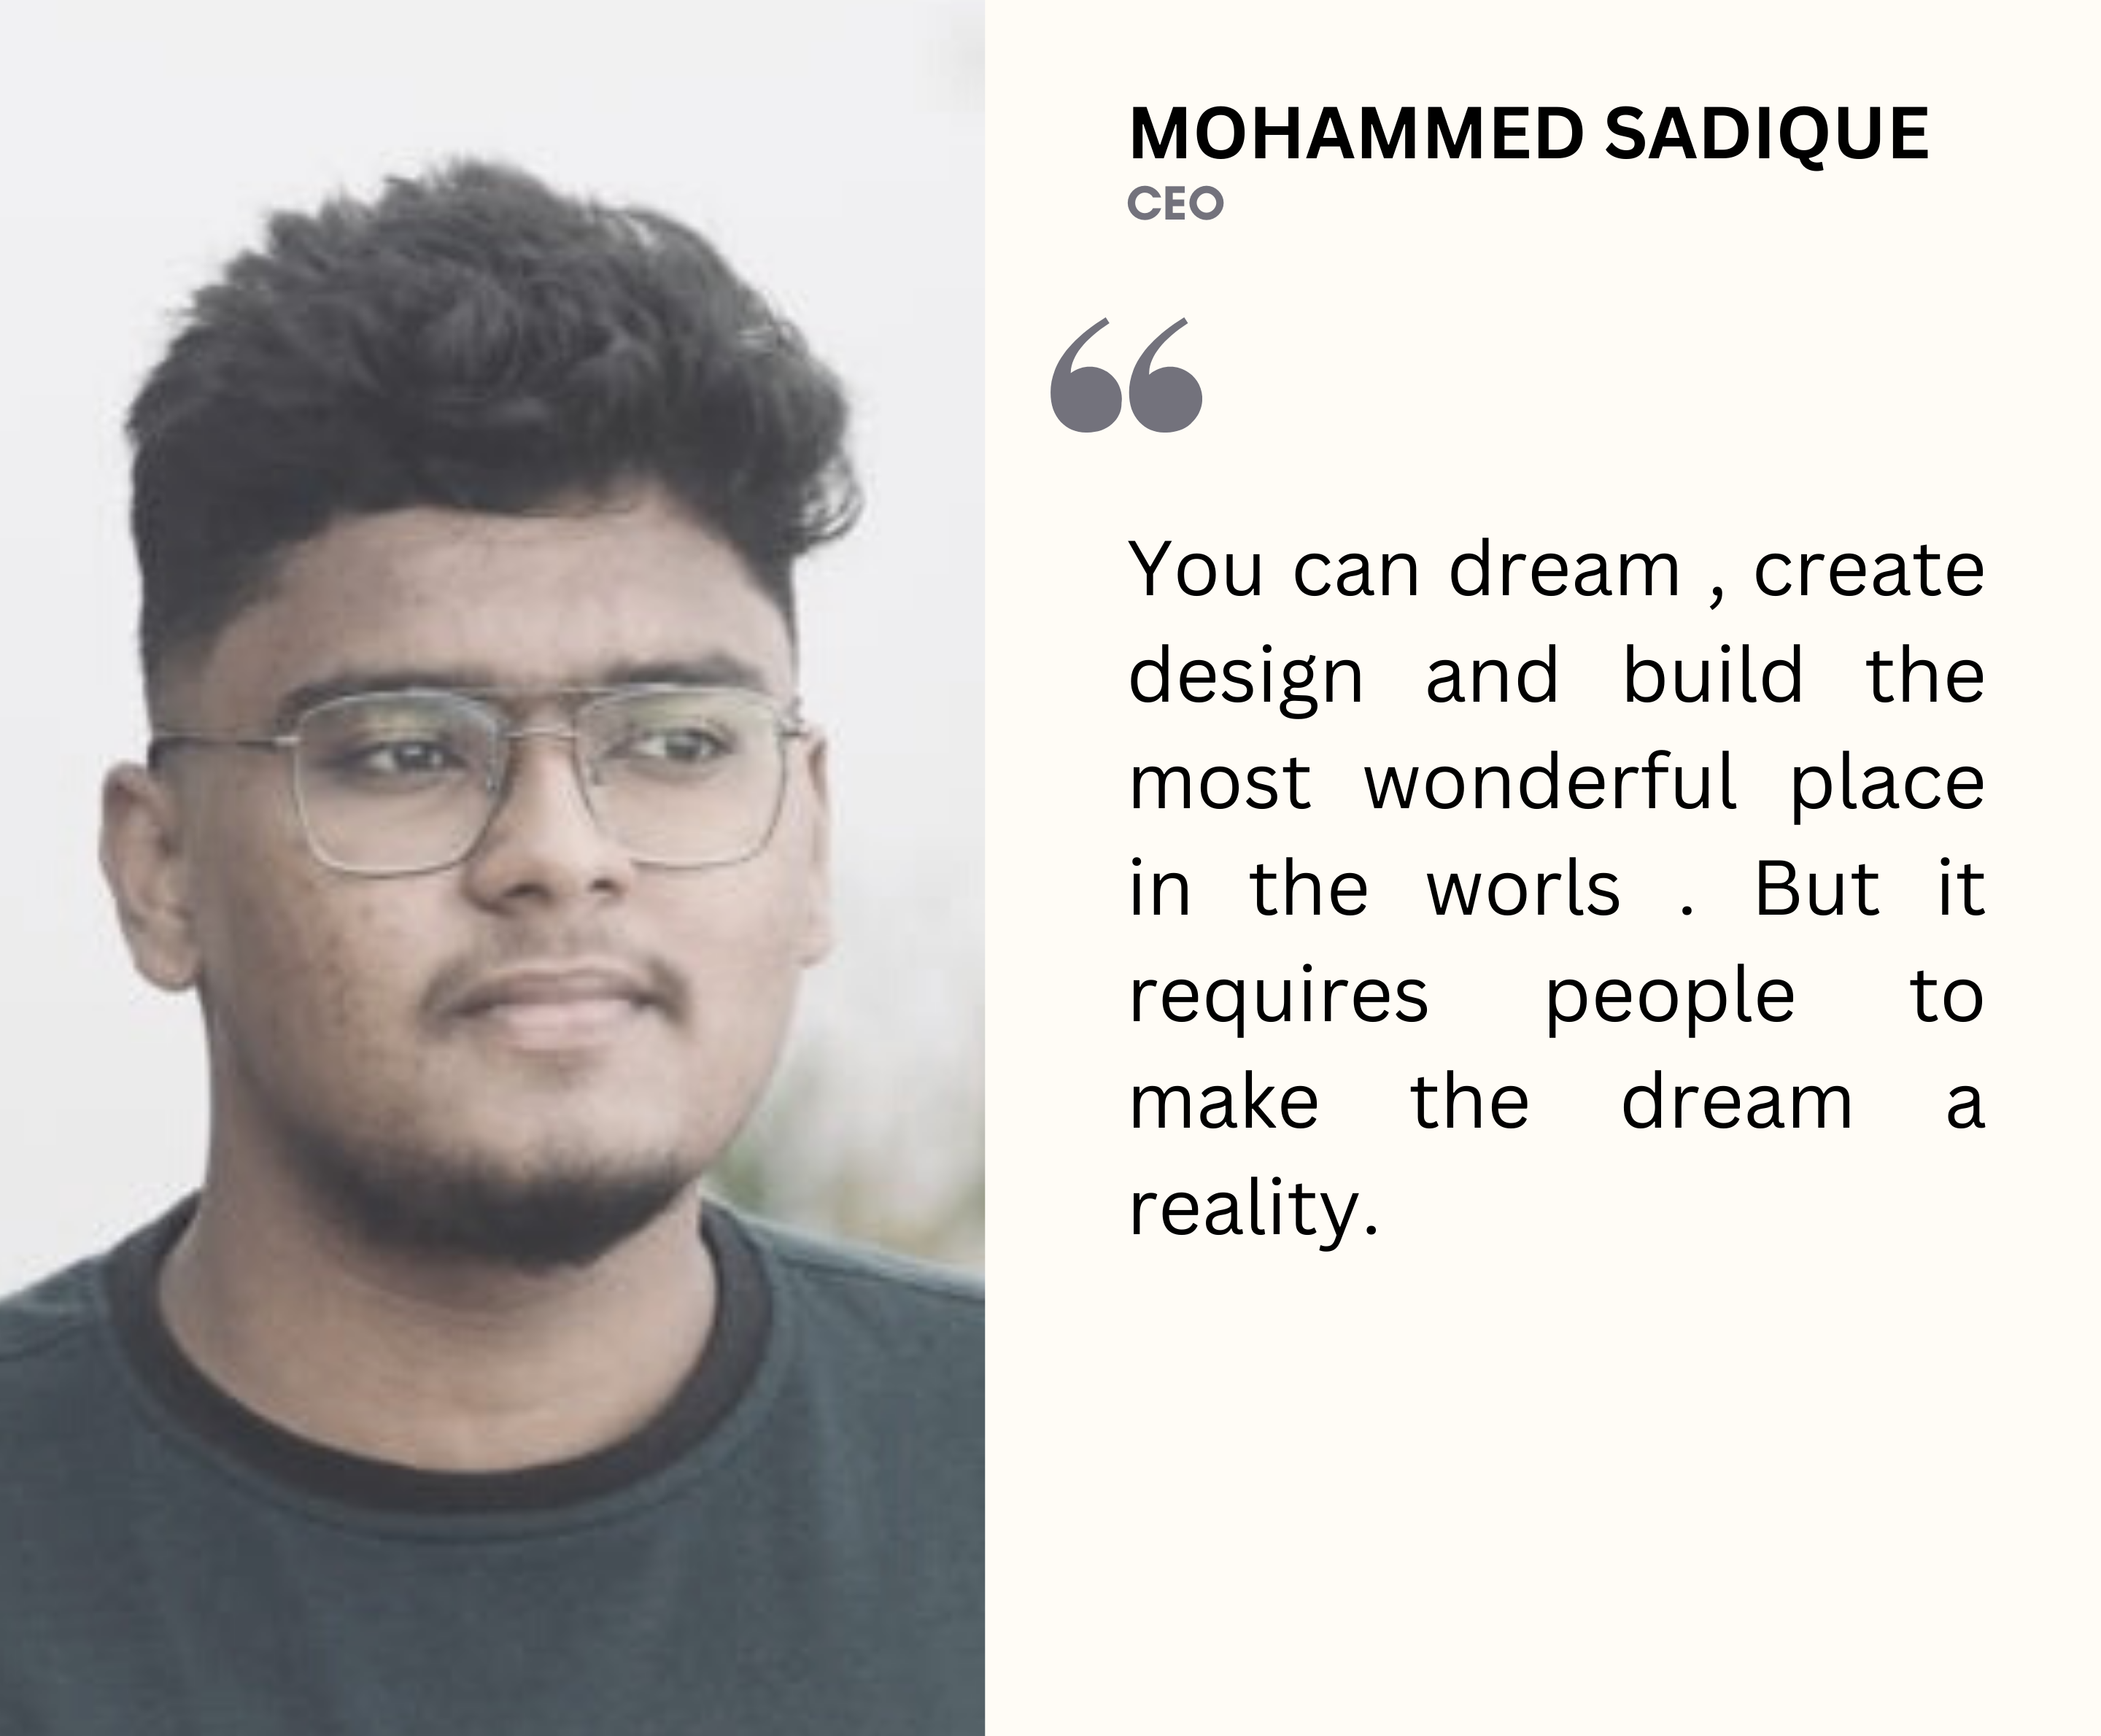 MOHAMMED SADIQUE
CEO
“
You can dream , create
design and build the
most wonderful place
in the worls . But it
requires people to
make the dream a
reality.